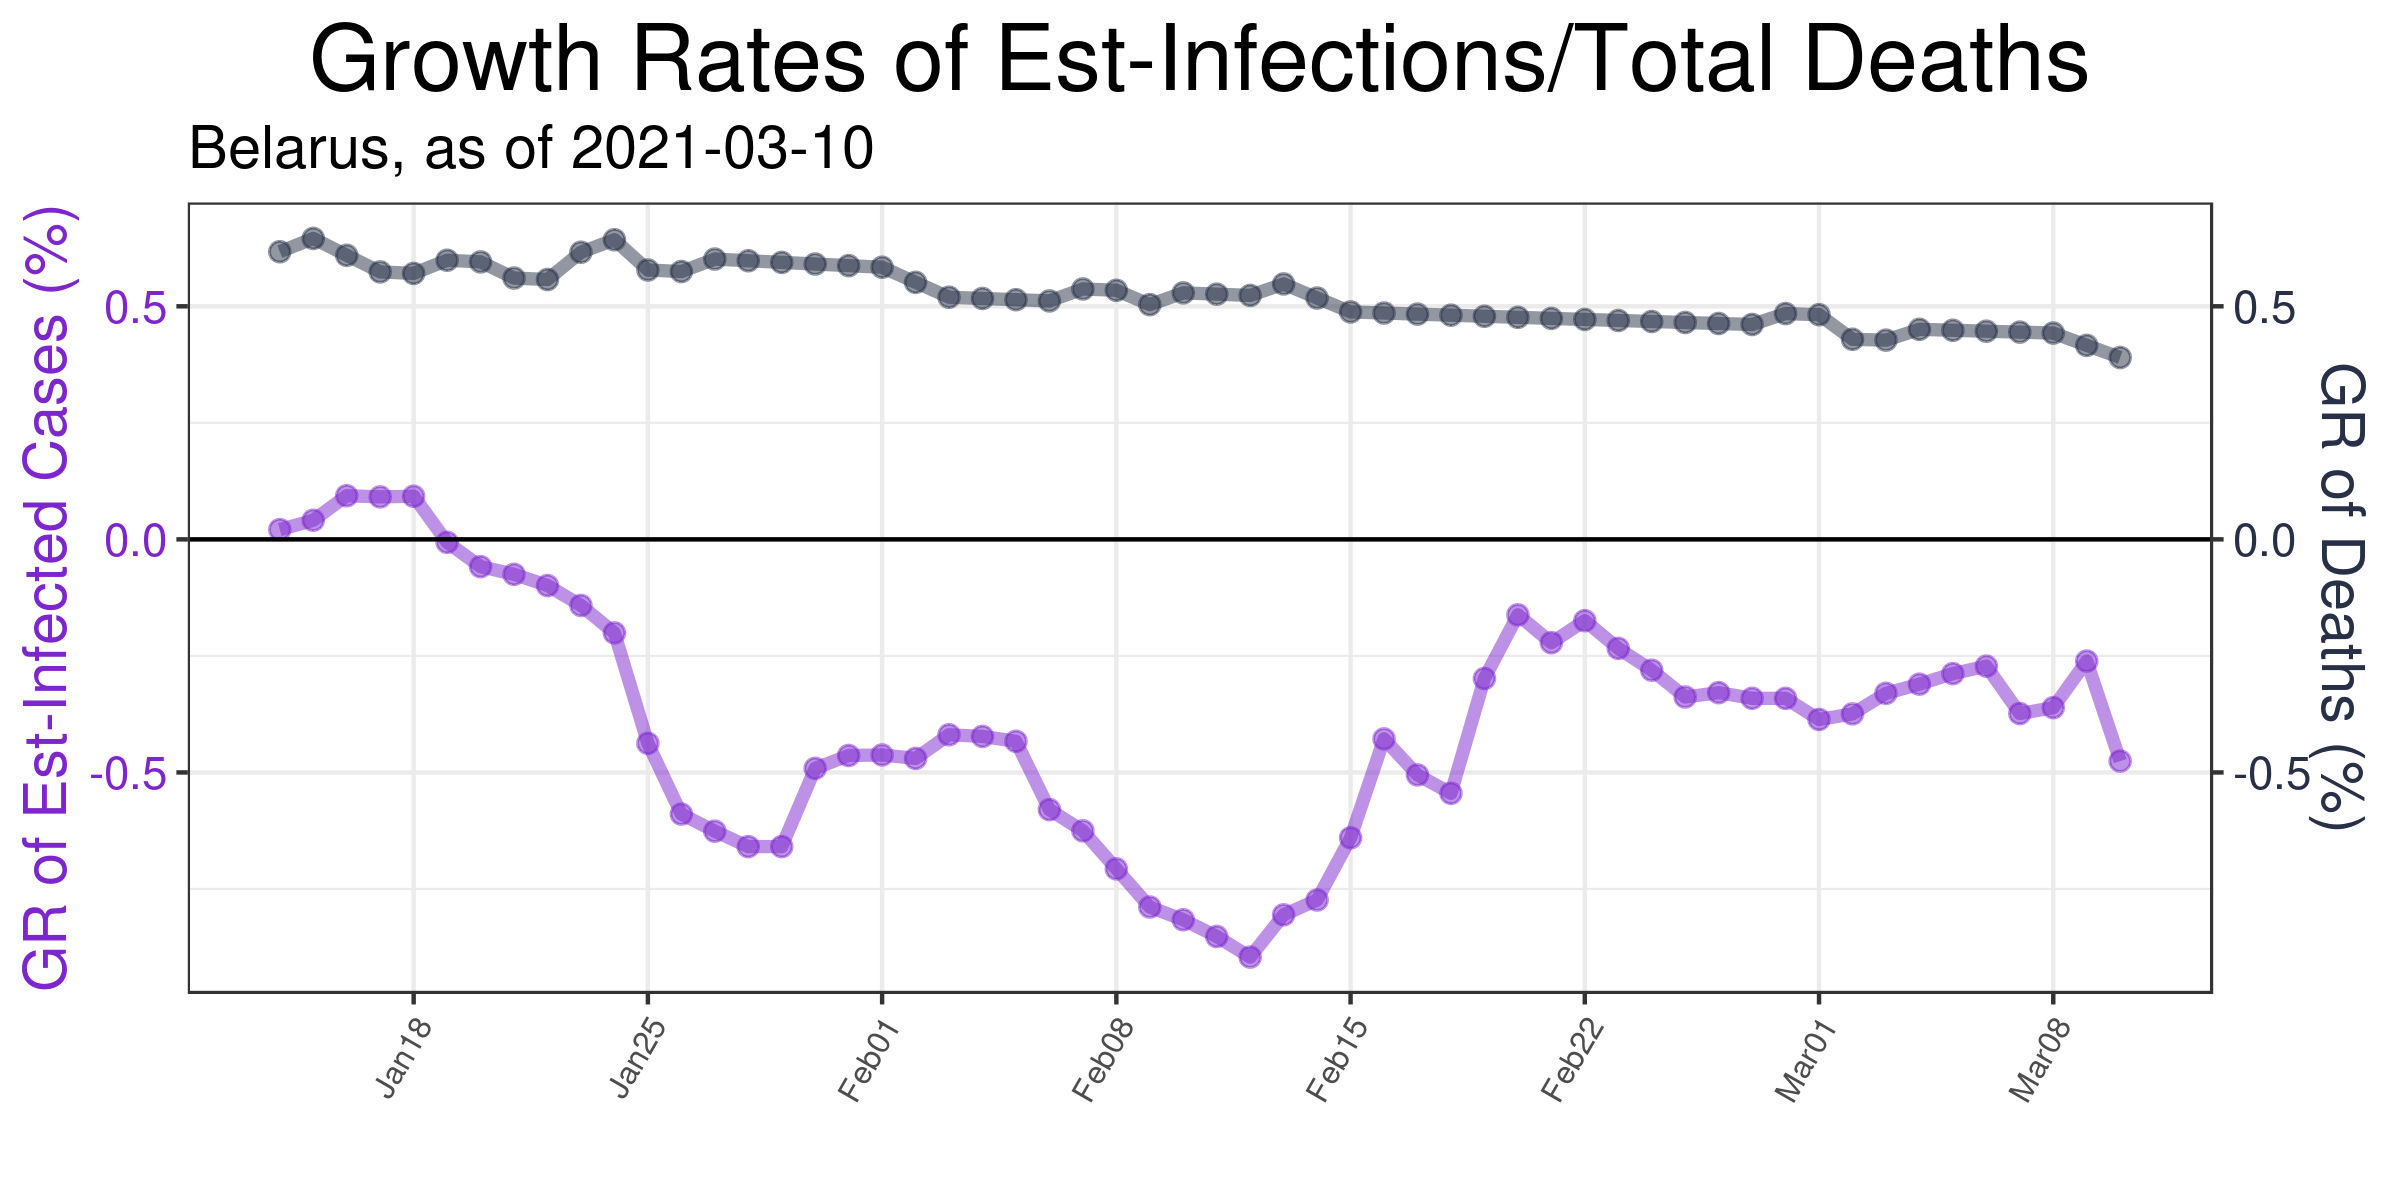 Growth Rates of Est-Infections/Total Deaths
Belarus, as of 2021-03-10
GR of Est-Infected Cases (%)
0.5
0.0
-0.5
GR of Deaths (%)
0.5
0.0
-0.5
Jan18
Jan25
Feb01
Feb08
Feb15
Feb22
Mar01
Mar08